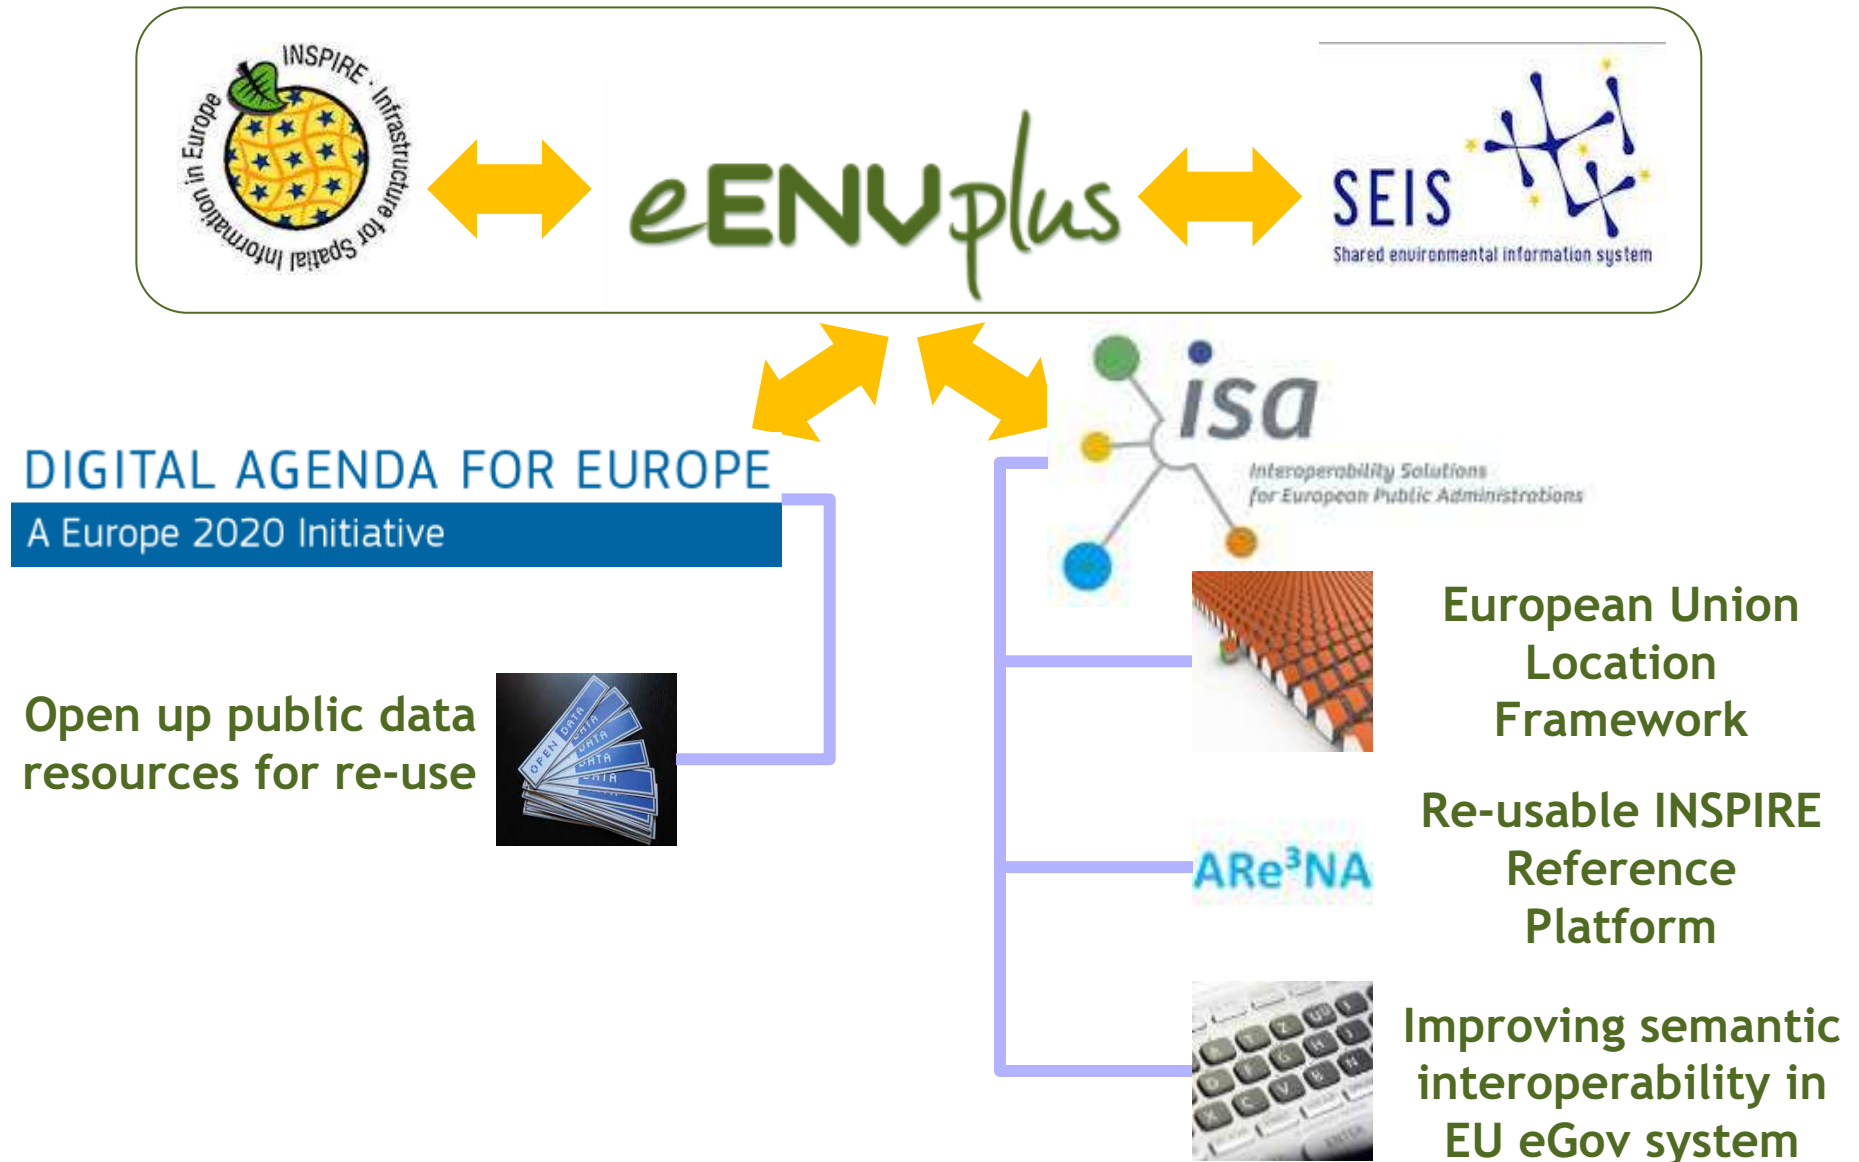 INSPIRE · Infrastructure for Spatial Information in Europe
eENVplus
SEIS
Shared environmental information system
isa
Interoperability Solutions
for European Public Administrations
DIGITAL AGENDA FOR EUROPE
A Europe 2020 Initiative
European Union
Location
Framework
Open up public data
resources for re-use
OPEN DATA
DATA
DATA
DATA
DATA
Re-usable INSPIRE
Reference
Platform
ARe³NA
Improving semantic
interoperability in
EU eGov system